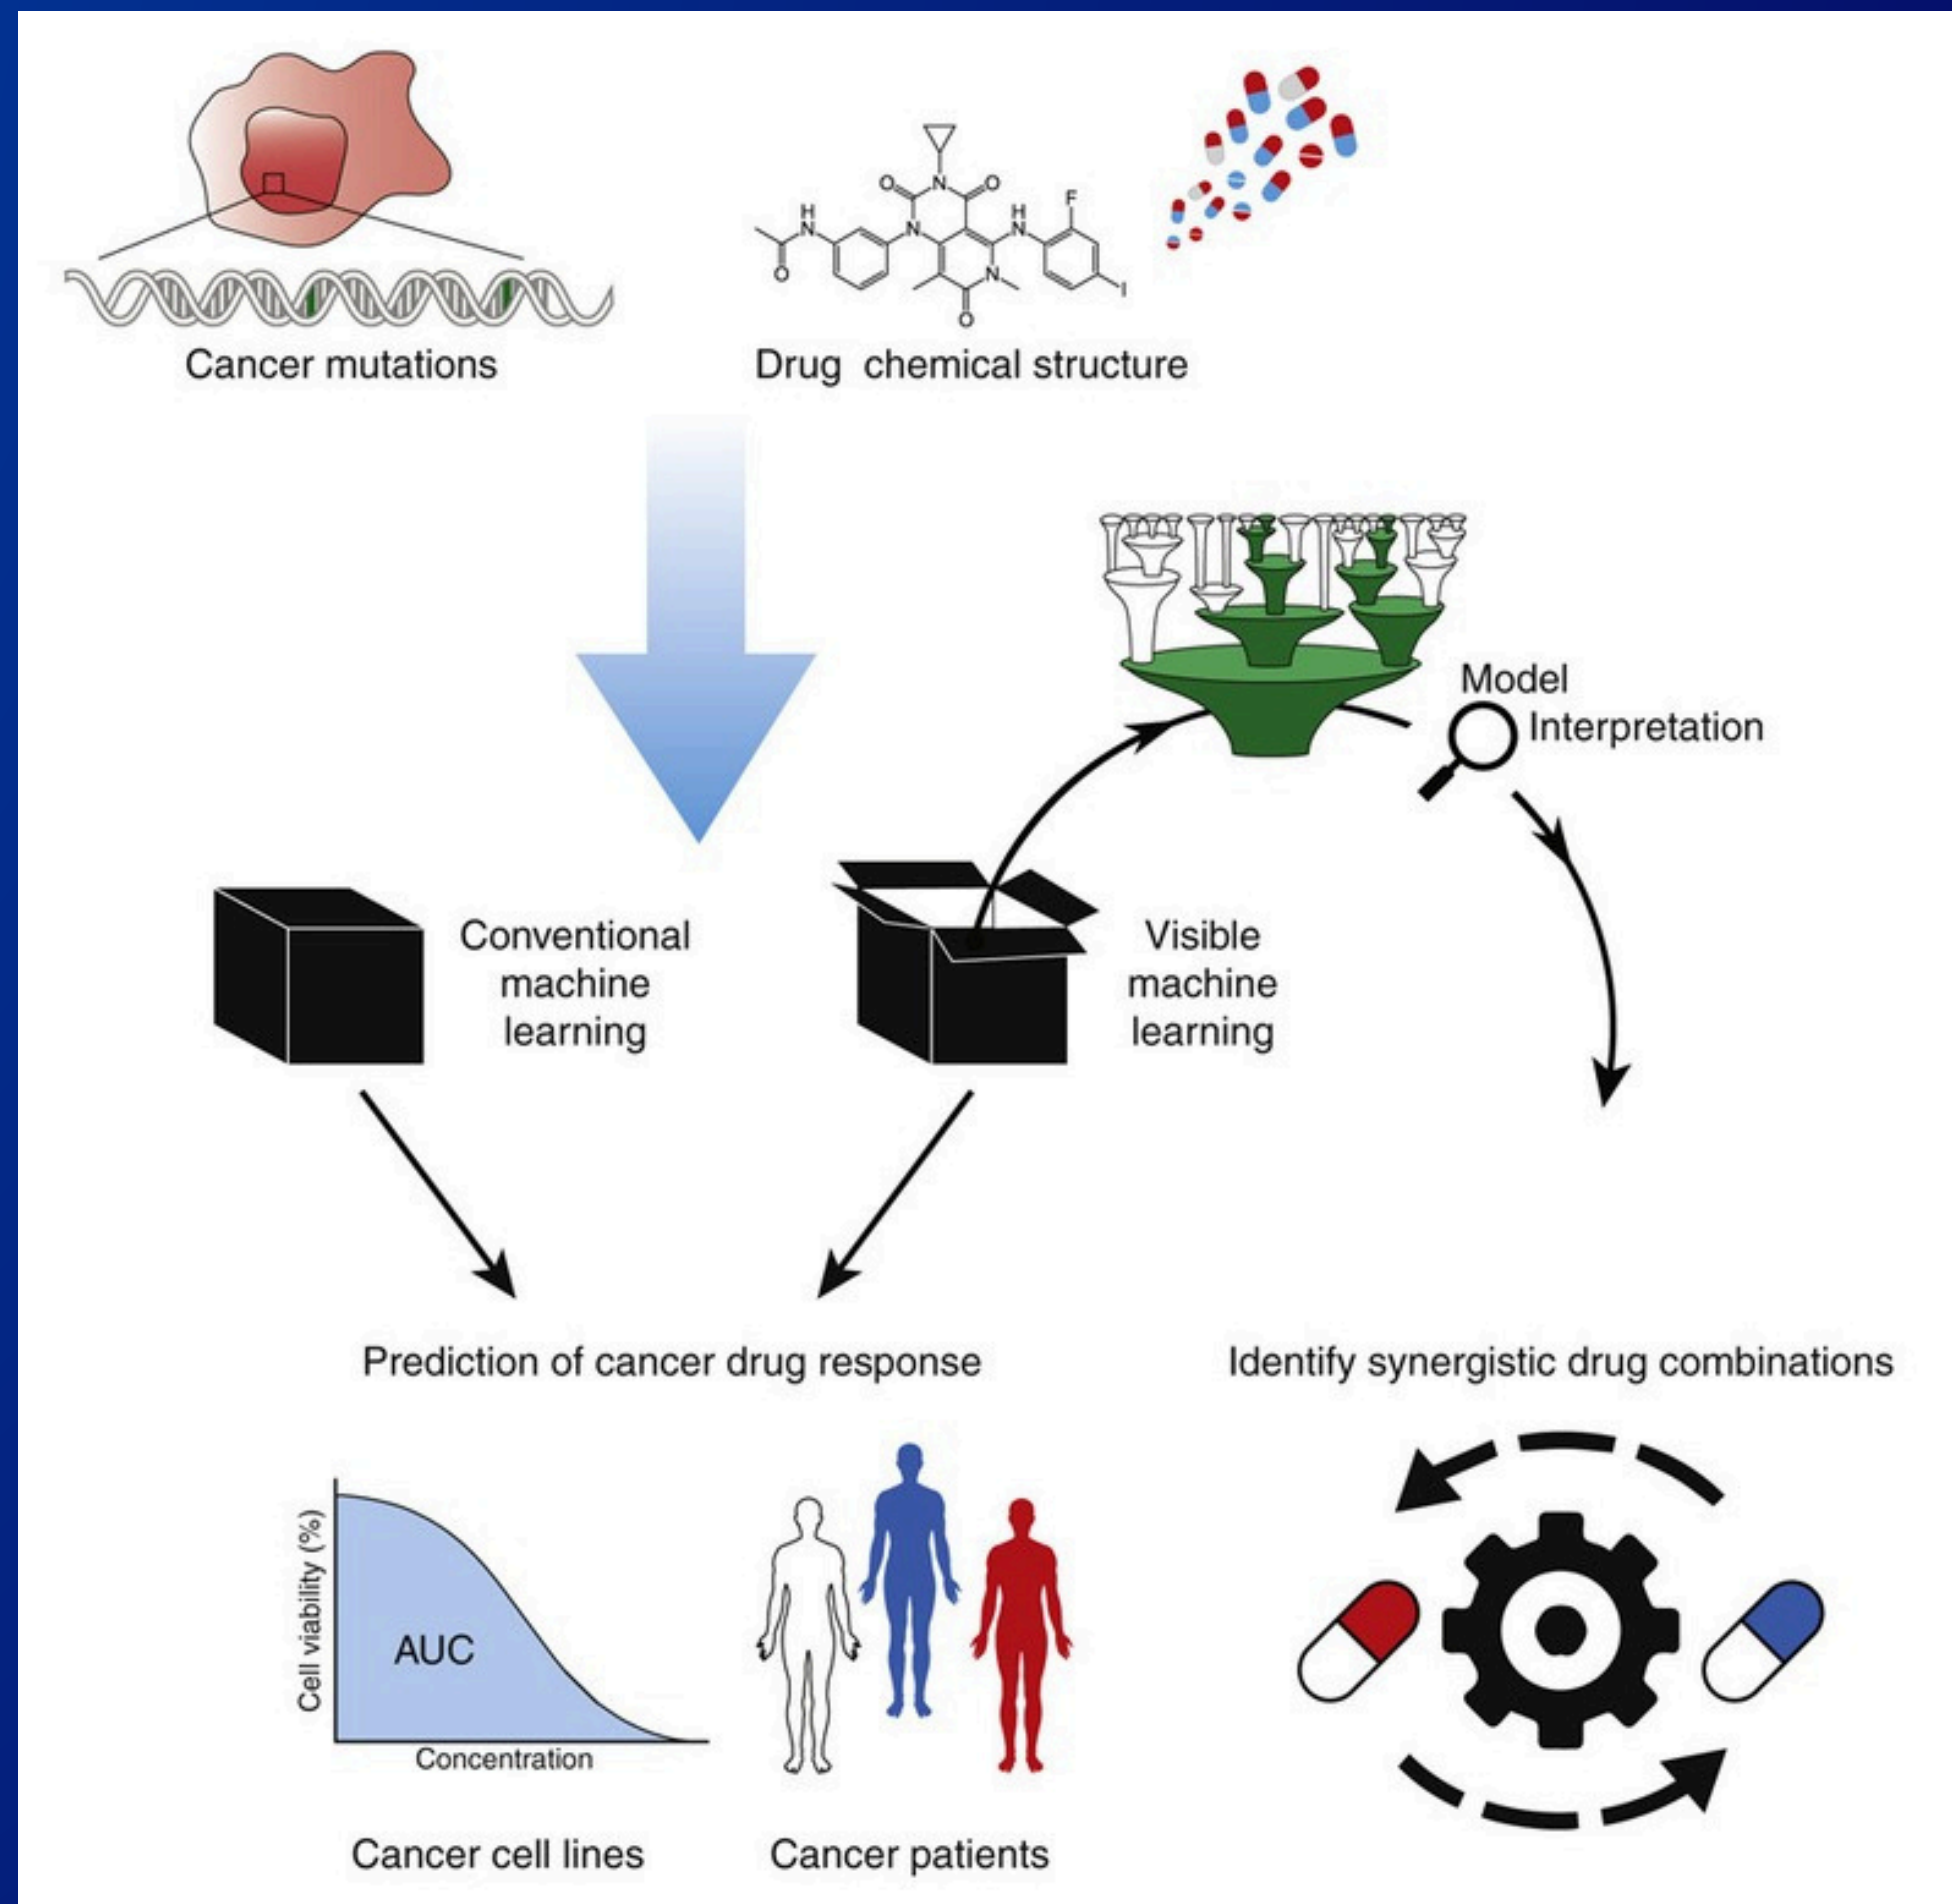 H
N
O
O
N
O
N
H
N
F
N
O
I
Cancer mutations
Drug chemical structure
Model
Interpretation
Conventional
machine
learning
Visible
machine
learning
Prediction of cancer drug response
Identify synergistic drug combinations
Cell viability (%)
AUC
Concentration
Cancer cell lines
Cancer patients